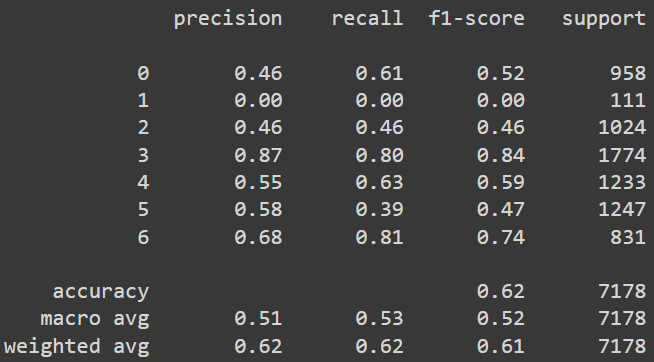 precision recall f1-score support
0 0.46 0.61 0.52 958
1 0.00 0.00 0.00 111
2 0.46 0.46 0.46 1024
3 0.87 0.80 0.84 1774
4 0.55 0.63 0.59 1233
5 0.58 0.39 0.47 1247
6 0.68 0.81 0.74 831
accuracy 0.62 7178
macro avg 0.51 0.53 0.52 7178
weighted avg 0.62 0.62 0.61 7178